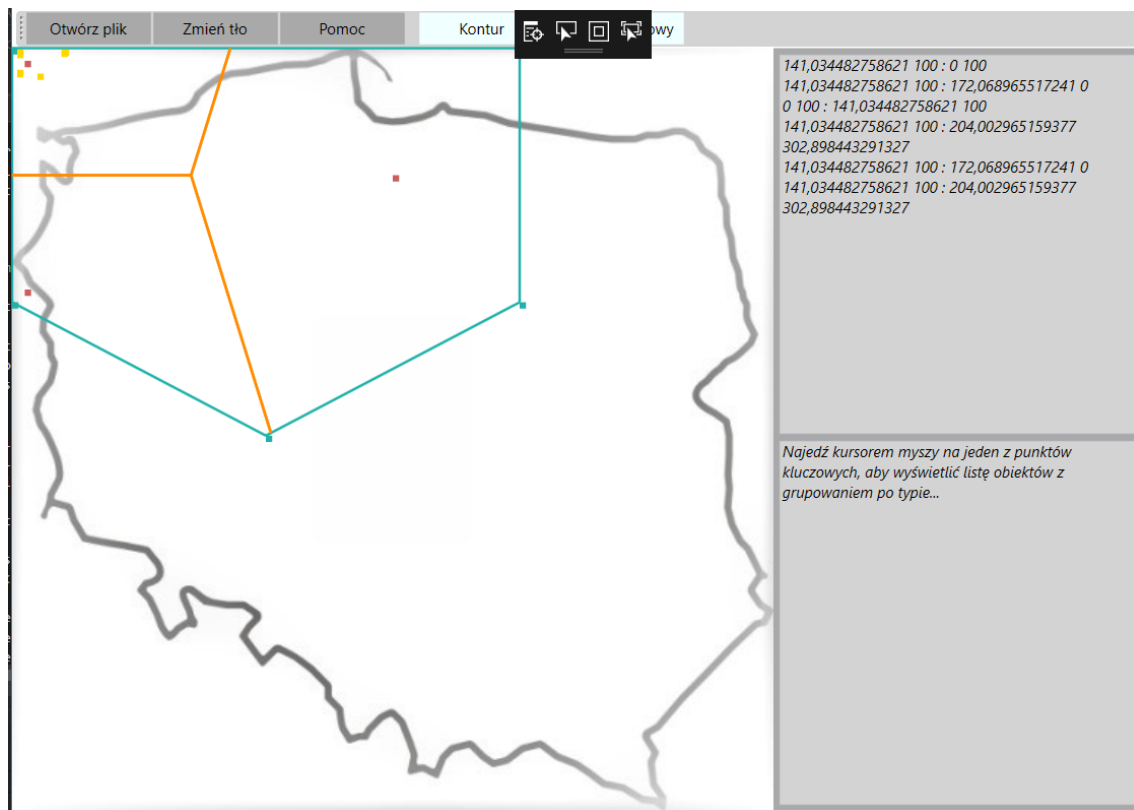 Otwórz plik
Zmień tło
Pomoc
Kontur
owy
141,034482758621 100 : 0 100
141,034482758621 100 : 172,068965517241 0
0 100 : 141,034482758621 100
141,034482758621 100 : 204,002965159377
302,898443291327
141,034482758621 100 : 172,068965517241 0
141,034482758621 100 : 204,002965159377
302,898443291327
Najedź kursorem myszy na jeden z punktów
kluczowych, aby wyświetlić listę obiektów z
grupowaniem po typie...